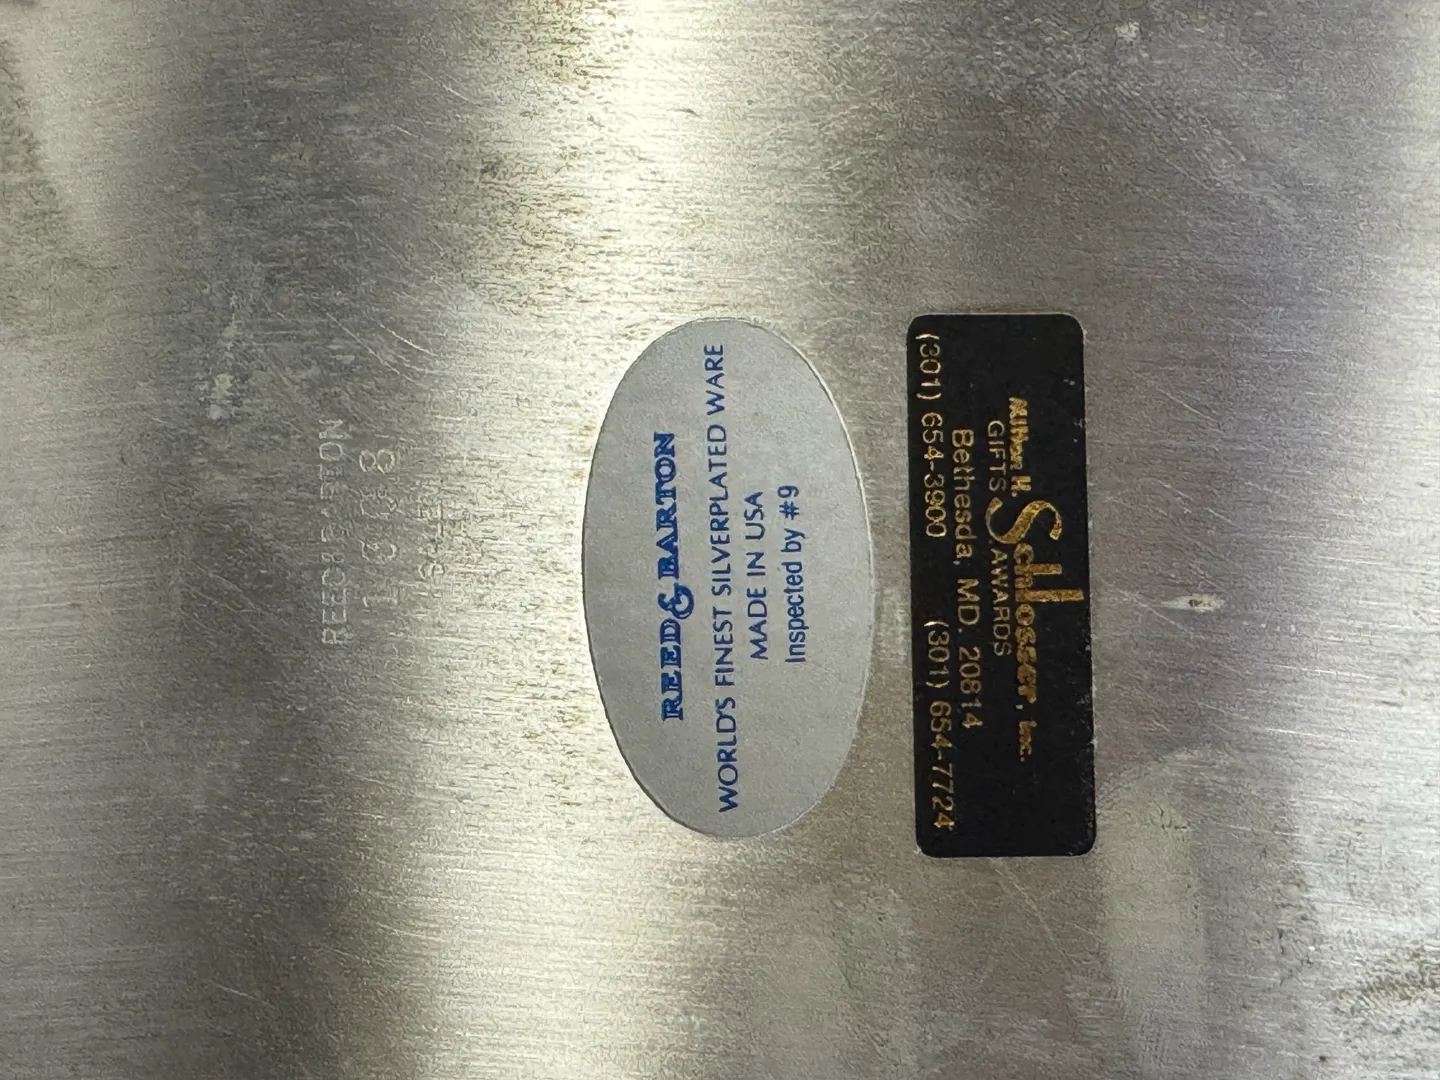 REED & BARTON
REED & BARTON
WORLD'S FINEST SILVERPLATED WARE
MADE IN USA
Inspected by #9
Milton H. Schlosser, Inc.
GIFTS AWARDS
Bethesda, MD. 20814
(301) 654-3900 (301) 654-7724